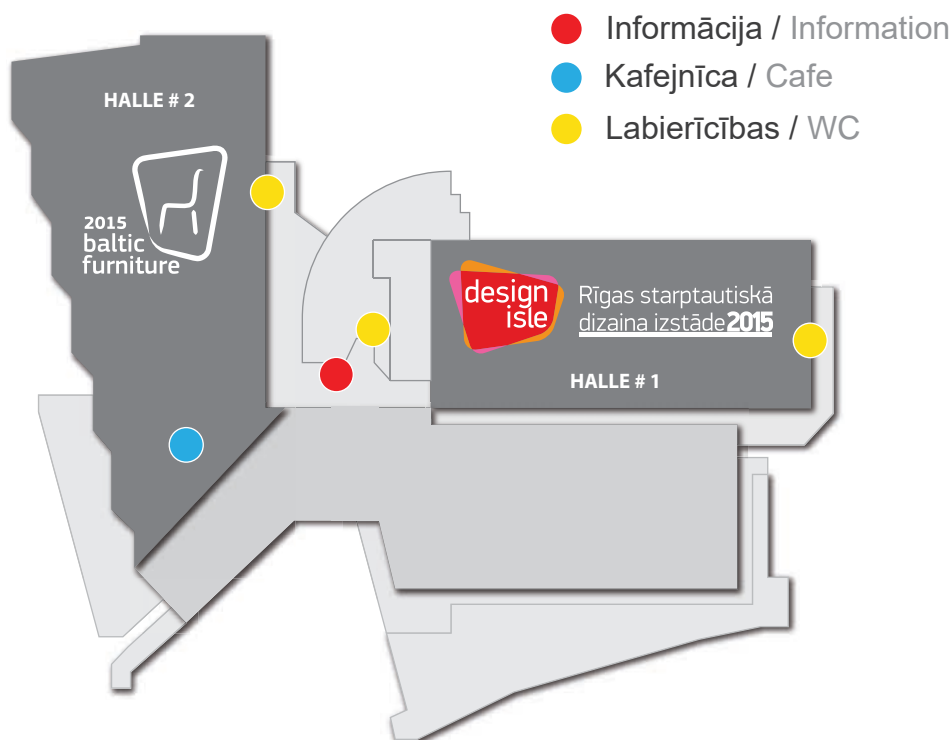 Informācija / Information
Kafejnīca / Cafe
Labierīcības / WC
HALLE # 2
2015
baltic
furniture
design
isle
Rīgas starptautiskā
dizaina izstāde2015
HALLE # 1